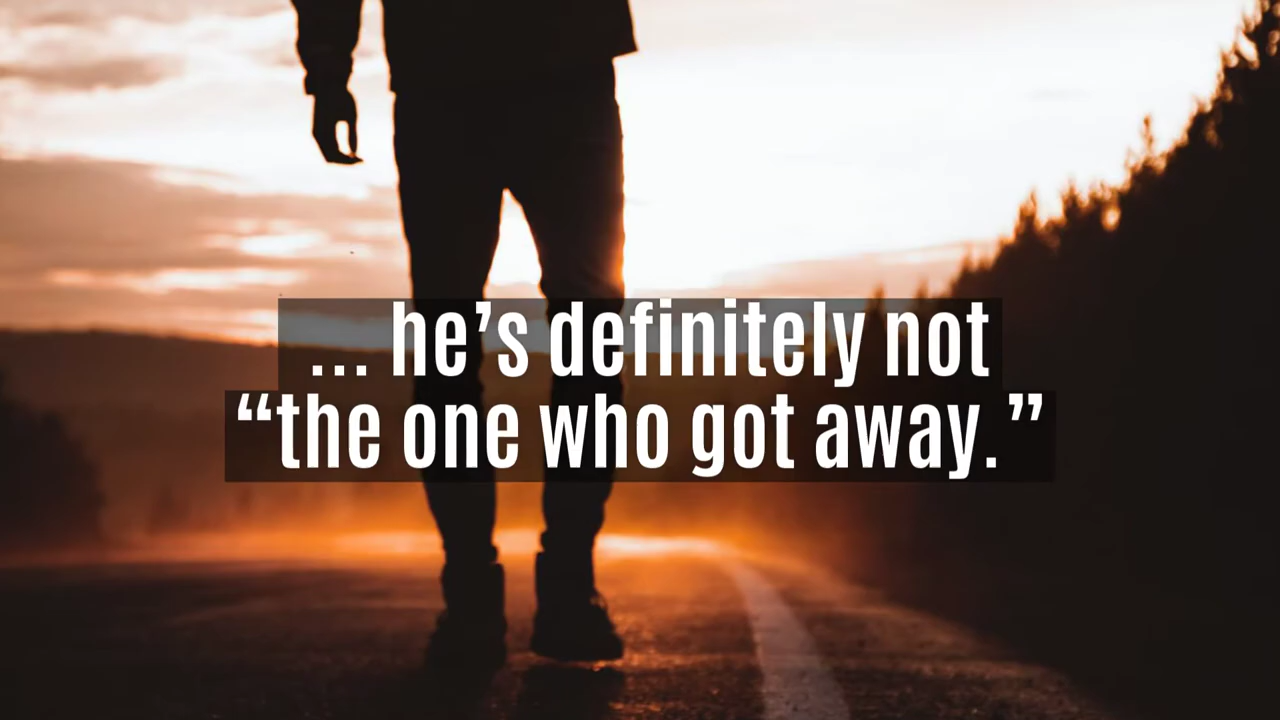 ... he’s definitely not
“the one who got away.”